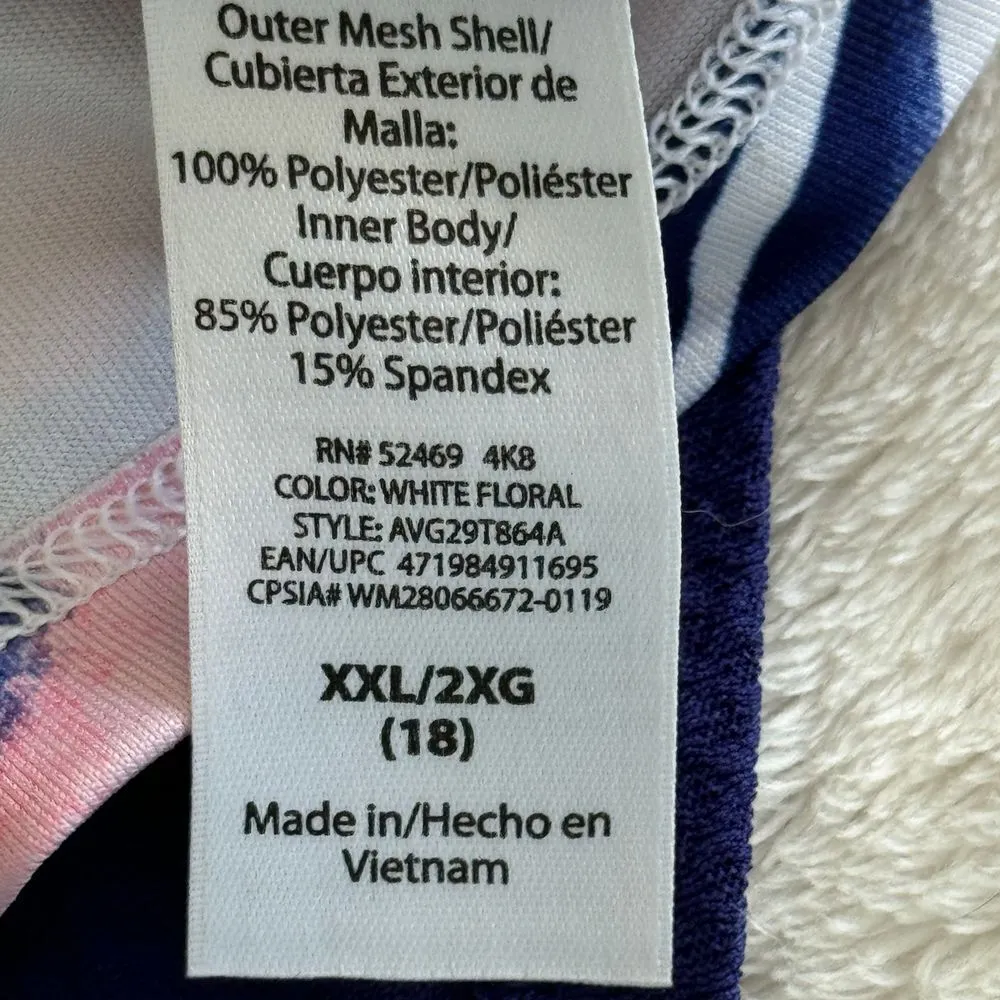 Outer Mesh Shell/
Cubierta Exterior de
Malla:
100% Polyester/Poliéster
Inner Body/
Cuerpo interior:
85% Polyester/Poliéster
15% Spandex
RN# 52469 4K8
COLOR: WHITE FLORAL
STYLE: AVG29T864A
EAN/UPC 471984911695
CPSIA# WM28066672-0119
XXL/2XG
(18)
Made in/Hecho en
Vietnam